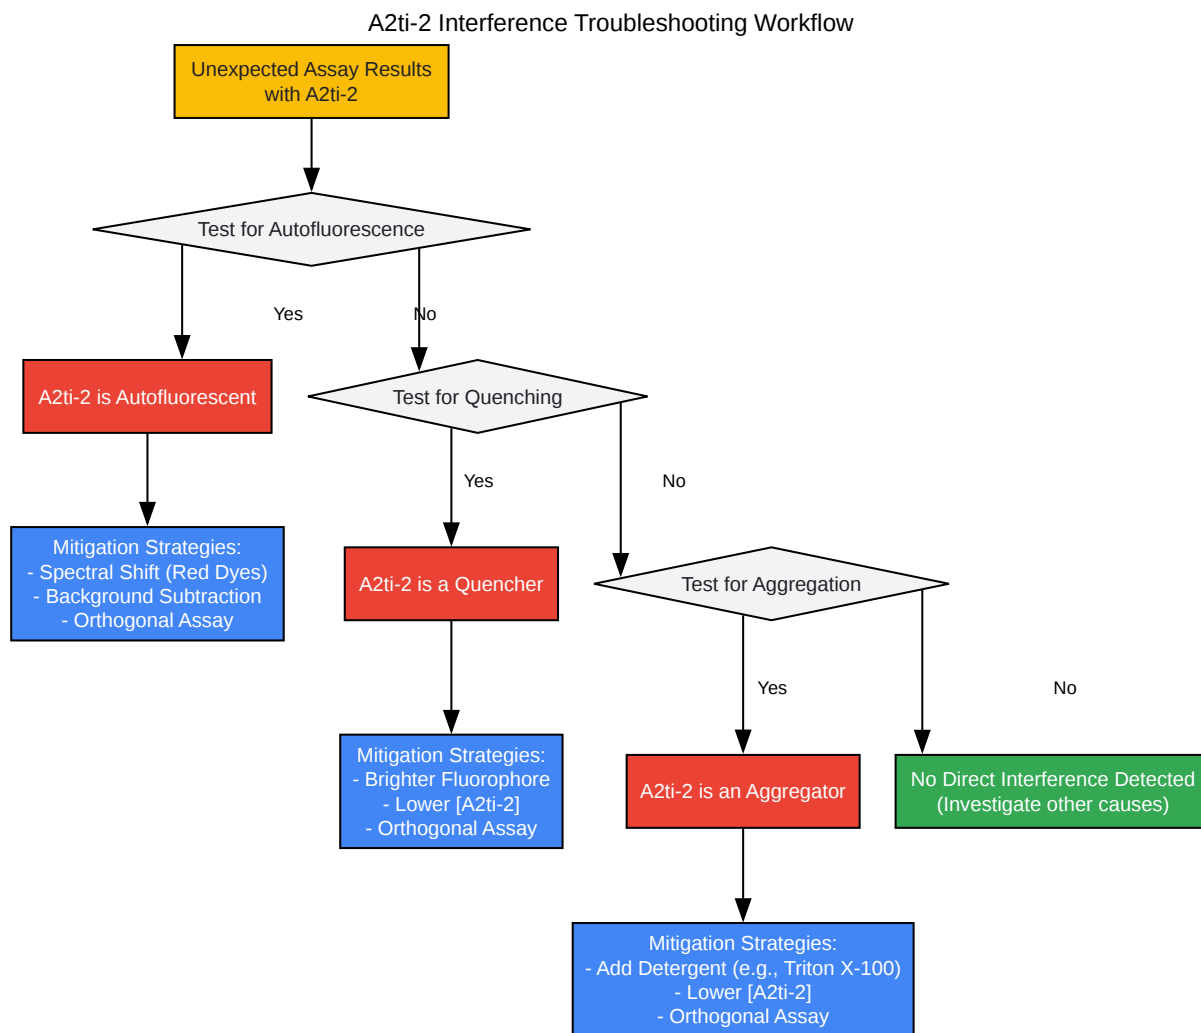 A2ti-2 Interference Troubleshooting Workflow
Unexpected Assay Results
with A2ti-2
Test for Autofluorescence
Yes
No
A2ti-2 is Autofluorescent
Test for Quenching
Mitigation Strategies:
- Spectral Shift (Red Dyes)
- Background Subtraction
- Orthogonal Assay
Yes
No
A2ti-2 is a Quencher
Test for Aggregation
Mitigation Strategies:
- Brighter Fluorophore
- Lower [A2ti-2]
- Orthogonal Assay
Yes
No
A2ti-2 is an Aggregator
No Direct Interference Detected
(Investigate other causes)
Mitigation Strategies:
- Add Detergent (e.g., Triton X-100)
- Lower [A2ti-2]
- Orthogonal Assay